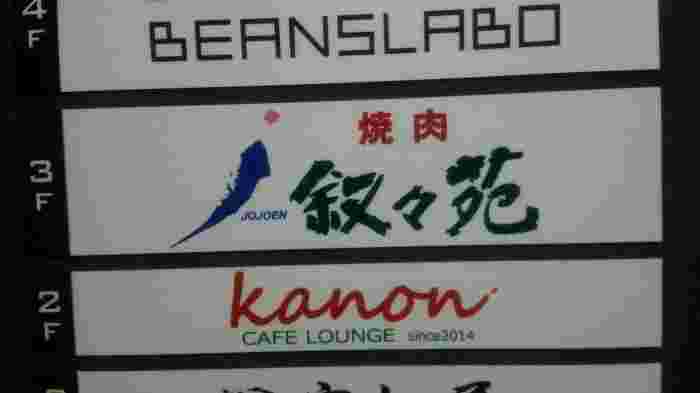 4F
BEANSLABO
3F
焼肉
JOJOEN
叙々苑
2F
kanon
CAFE LOUNGE since2014